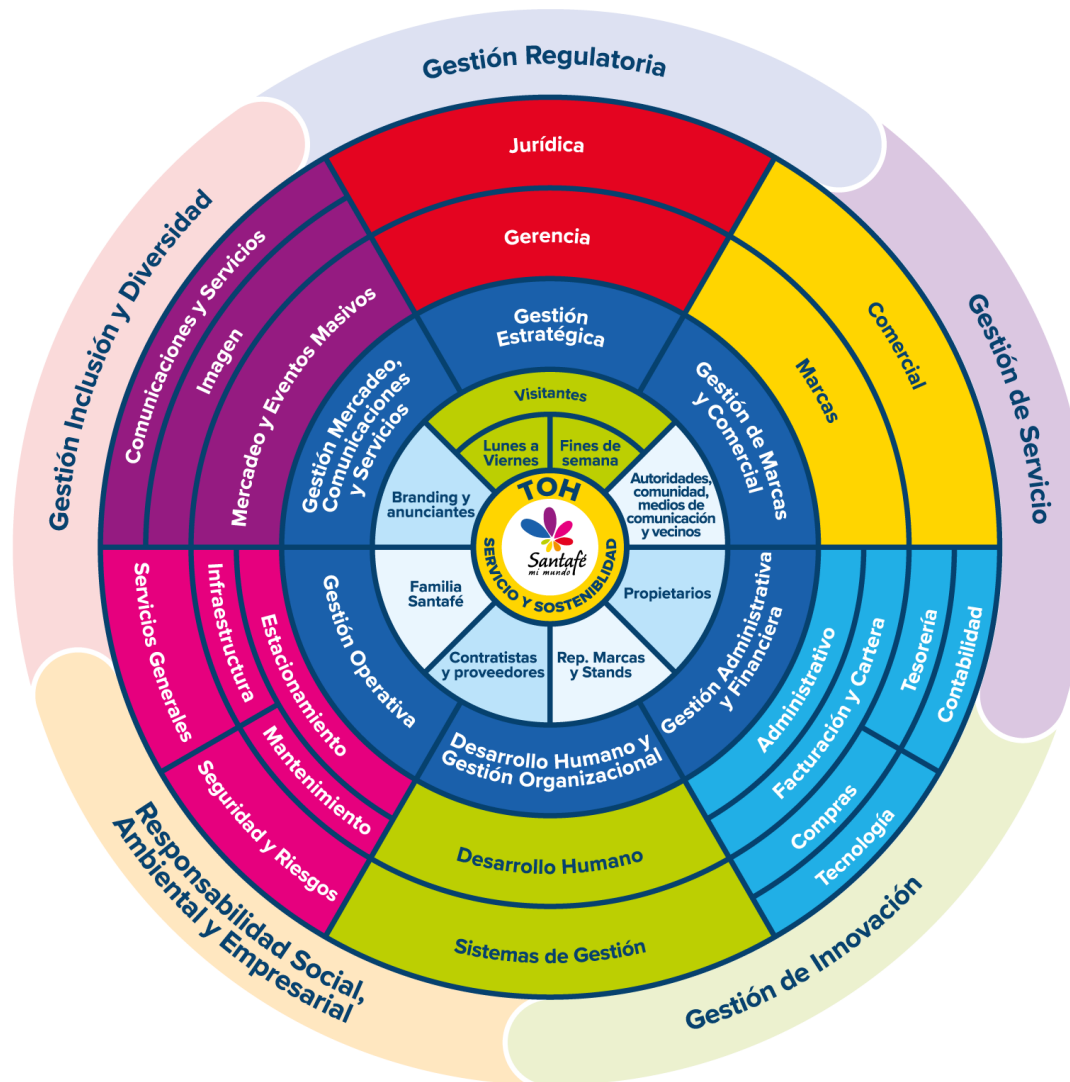 Gestión Regulatoria
Gestión de Servicio
Gestión de Innovación
Responsabilidad Social,
Ambiental y Empresarial
Gestión Inclusión y Diversidad
Jurídica
Gerencia
Comercial
Marcas
Contabilidad
Tesorería
Facturación y Cartera
Administrativo
Compras
Tecnología
Desarrollo Humano
Sistemas de Gestión
Servicios Generales
Infraestructura
Estacionamiento
Mantenimiento
Seguridad y Riesgos
Comunicaciones y Servicios
Imagen
Mercadeo y Eventos Masivos
Gestión
Estratégica
Gestión de Marcas
y Comercial
Gestión Administrativa
y Financiera
Desarrollo Humano y
Gestión Organizacional
Gestión Operativa
Gestión Mercadeo,
Comunicaciones
y Servicios
Visitantes
Lunes a
Viernes
Fines de
semana
Autoridades,
comunidad,
medios de
comunicación
y vecinos
Propietarios
Rep. Marcas
y Stands
Contratistas
y proveedores
Familia
Santafé
Branding y
anunciantes
TOH
SERVICIO Y SOSTENIBLIDAD
Santafé
mi mundo